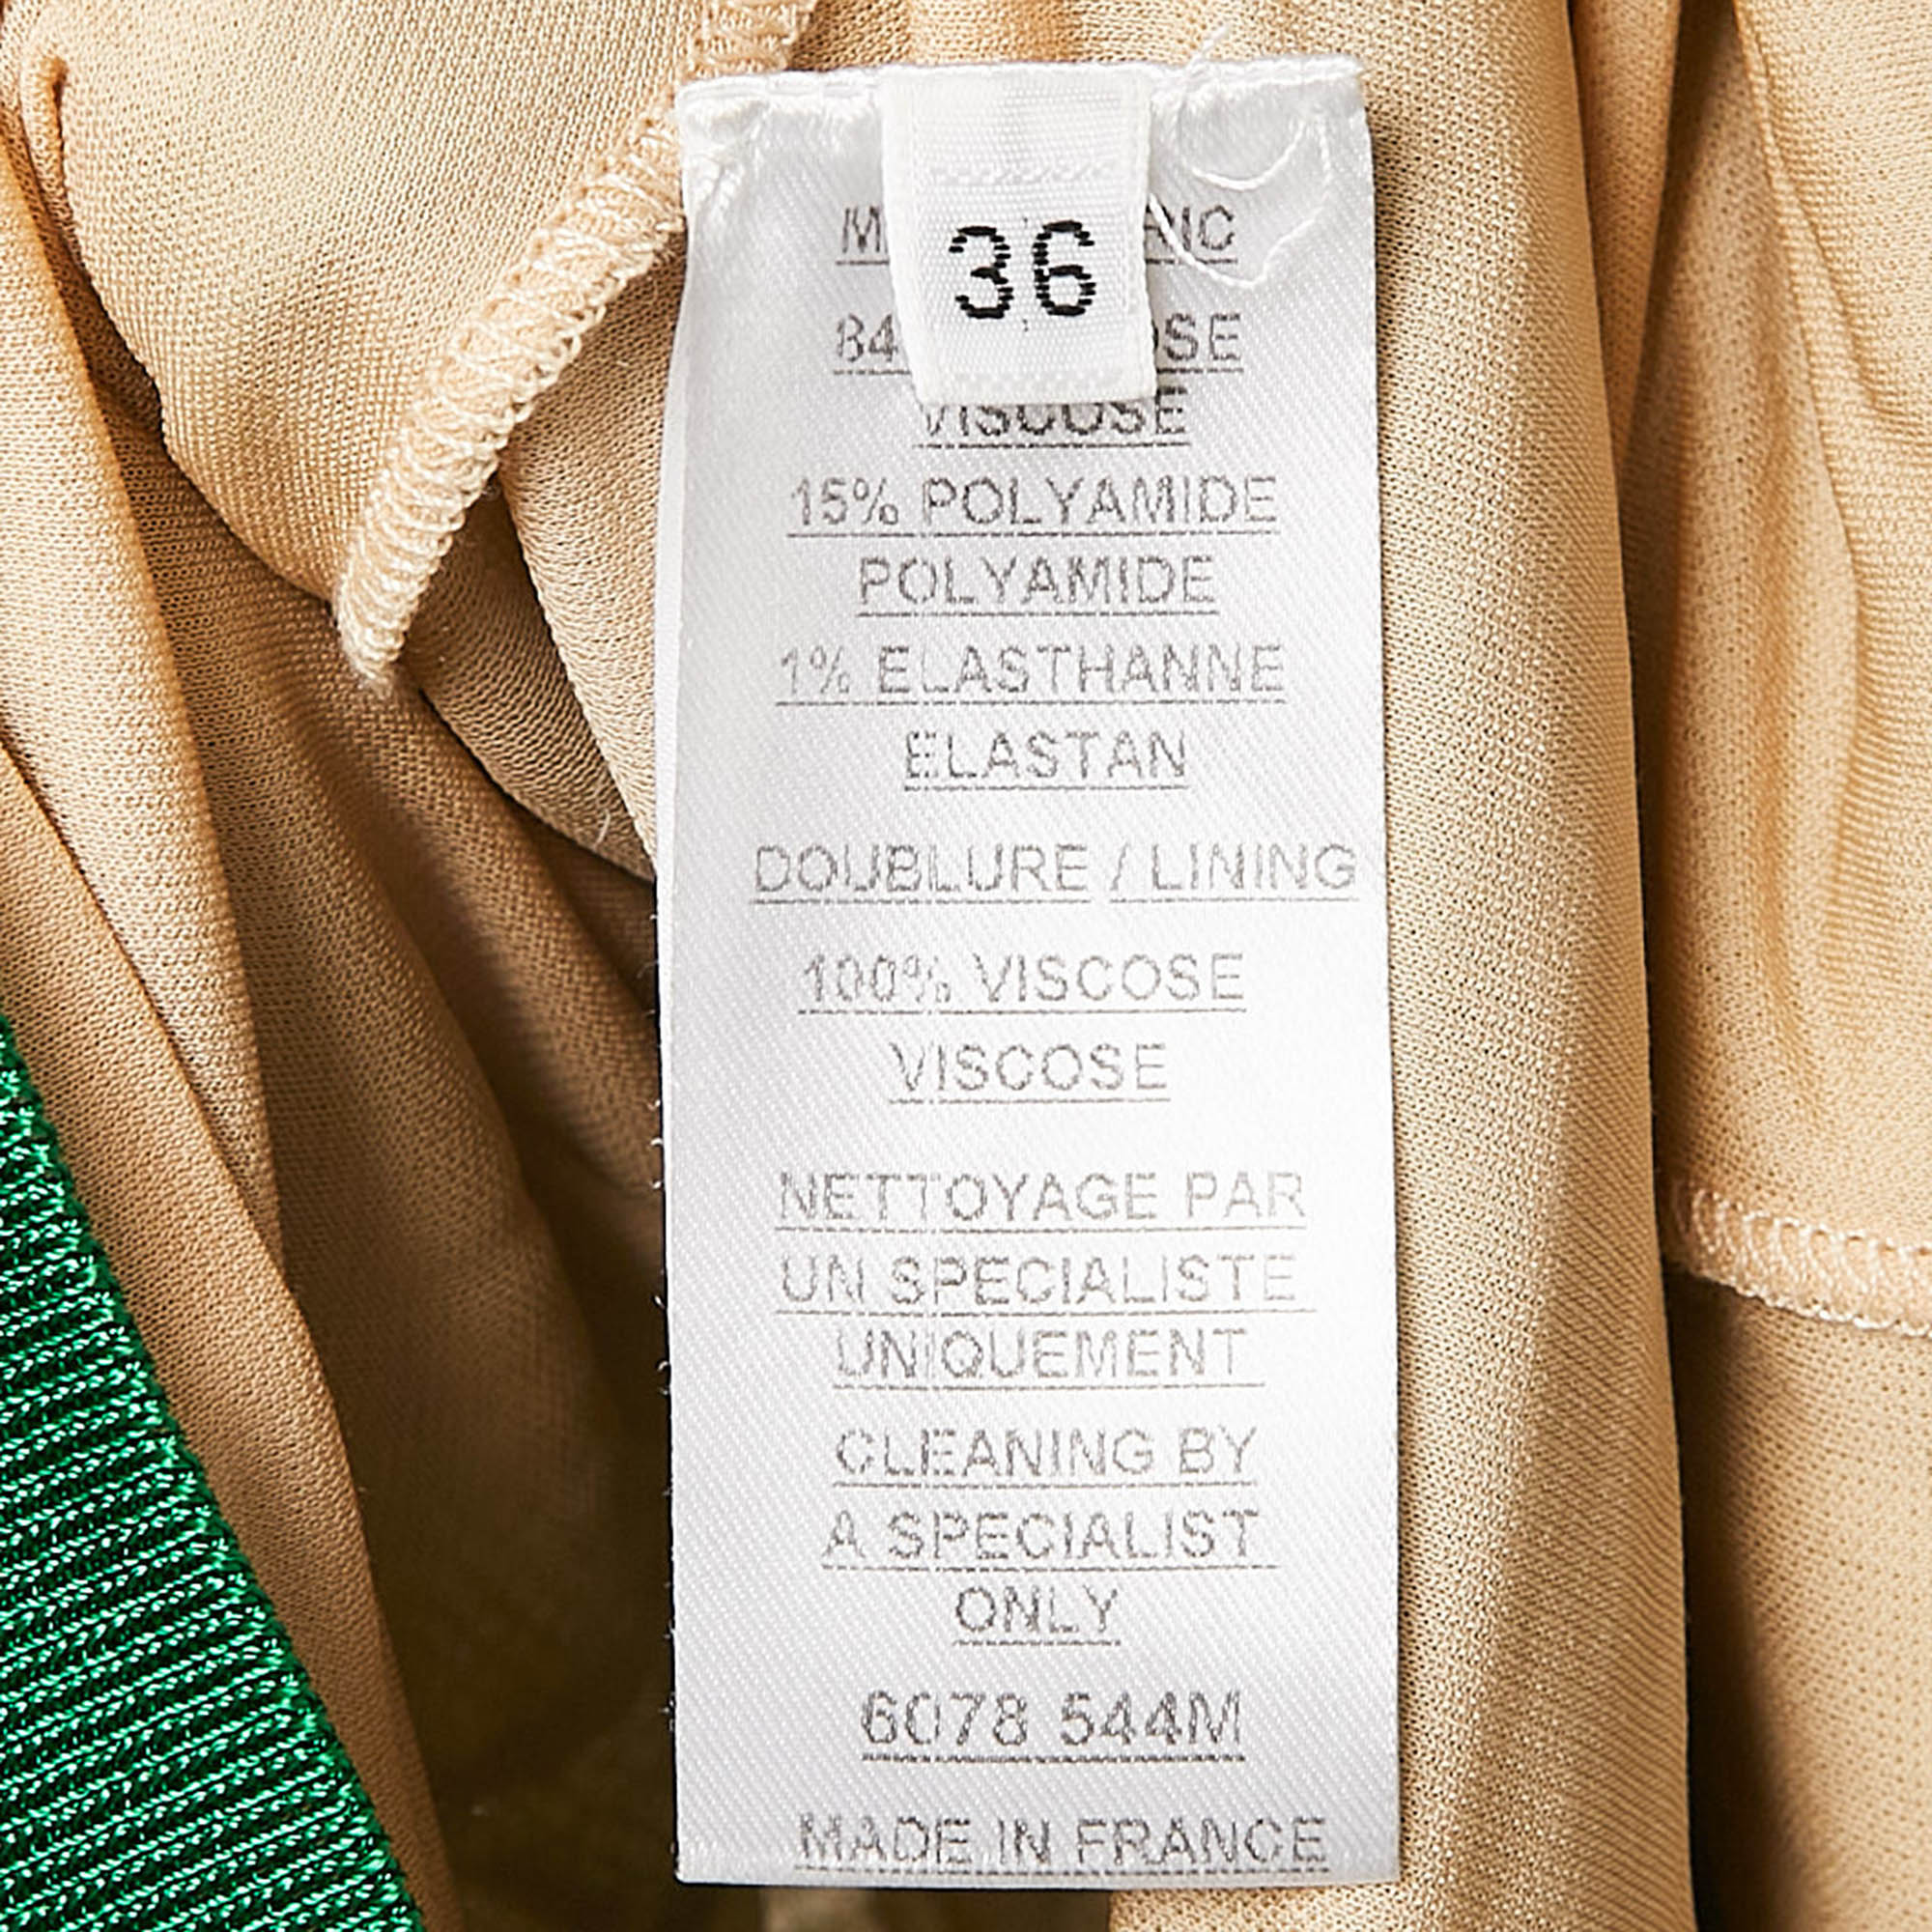 36
VISCOSE
15% POLYAMIDE
POLYAMIDE
1% ELASTHANNE
ELASTAN
DOUBLURE / LINING
100% VISCOSE
VISCOSE
NETTOYAGE PAR
UN SPECIALISTE
UNIQUEMENT
CLEANING BY
A SPECIALIST
ONLY
6078 544M
MADE IN FRANCE